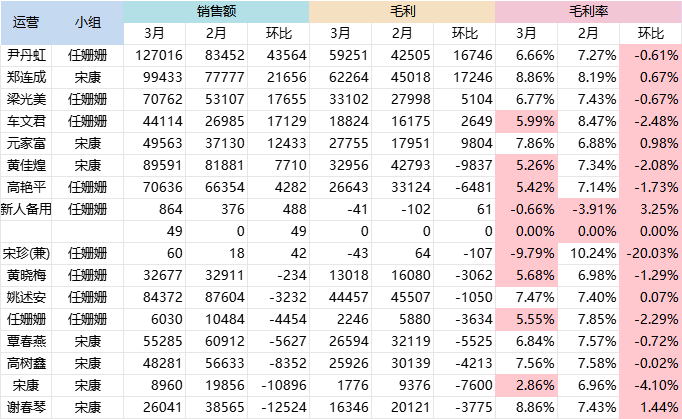 运营 小组 销售额 毛利 毛利率
3月 2月 环比 3月 2月 环比 3月 2月 环比
尹丹虹 任姗姗 127016 83452 43564 59251 42505 16746 6.66% 7.27% -0.61%
郑连成 宋康 99433 77777 21656 62264 45018 17246 8.86% 8.19% 0.67%
梁光美 任姗姗 70762 53107 17655 33102 27998 5104 6.77% 7.43% -0.67%
车文君 任姗姗 44114 26985 17129 18824 16175 2649 5.99% 8.47% -2.48%
元家富 宋康 49563 37130 12433 27755 17951 9804 7.86% 6.88% 0.98%
黄佳煌 宋康 89591 81881 7710 32956 42793 -9837 5.26% 7.34% -2.08%
高艳平 任姗姗 70636 66354 4282 26643 33124 -6481 5.42% 7.14% -1.73%
新人备用 任姗姗 864 376 488 -41 -102 61 -0.66% -3.91% 3.25%
49 0 49 0 0 0 0.00% 0.00% 0.00%
宋珍(兼) 任姗姗 60 18 42 -43 64 -107 -9.79% 10.24% -20.03%
黄晓梅 任姗姗 32677 32911 -234 13018 16080 -3062 5.68% 6.98% -1.29%
姚述安 任姗姗 84372 87604 -3232 44457 45507 -1050 7.47% 7.40% 0.07%
任姗姗 任姗姗 6030 10484 -4454 2246 5880 -3634 5.55% 7.85% -2.29%
覃春燕 宋康 55285 60912 -5627 26594 32119 -5525 6.84% 7.57% -0.72%
高树鑫 宋康 48281 56633 -8352 25926 30139 -4213 7.56% 7.58% -0.02%
宋康 宋康 8960 19856 -10896 1776 9376 -7600 2.86% 6.96% -4.10%
谢春琴 宋康 26041 38565 -12524 16346 20121 -3775 8.86% 7.43% 1.44%